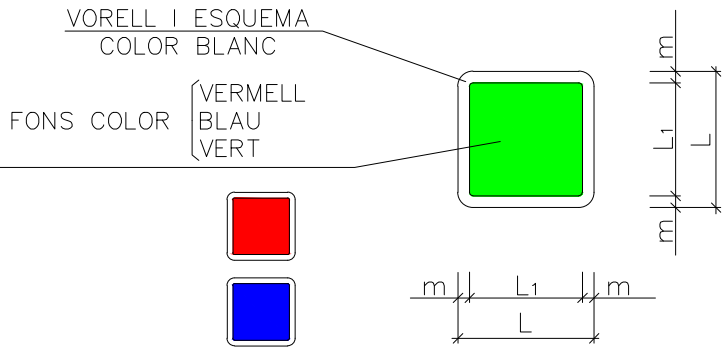 VORELL I ESQUEMA
COLOR BLANC
FONS COLOR
VERMELL
BLAU
VERT
m
L1
L
m
m L1 m
L